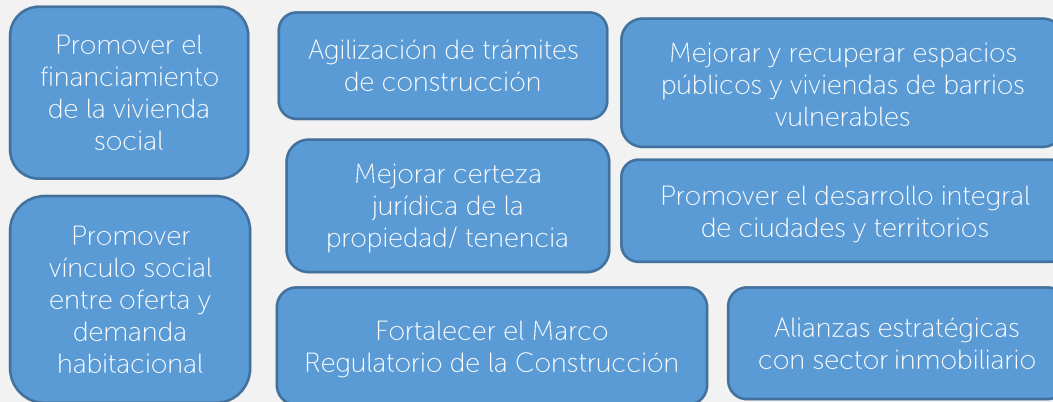 Promover el
financiamiento
de la vivienda
social
Agilización de trámites
de construcción
Mejorar y recuperar espacios
públicos y viviendas de barrios
vulnerables
Mejorar certeza
jurídica de la
propiedad/ tenencia
Promover el desarrollo integral
de ciudades y territorios
Promover
vínculo social
entre oferta y
demanda
habitacional
Fortalecer el Marco
Regulatorio de la Construcción
Alianzas estratégicas
con sector inmobiliario